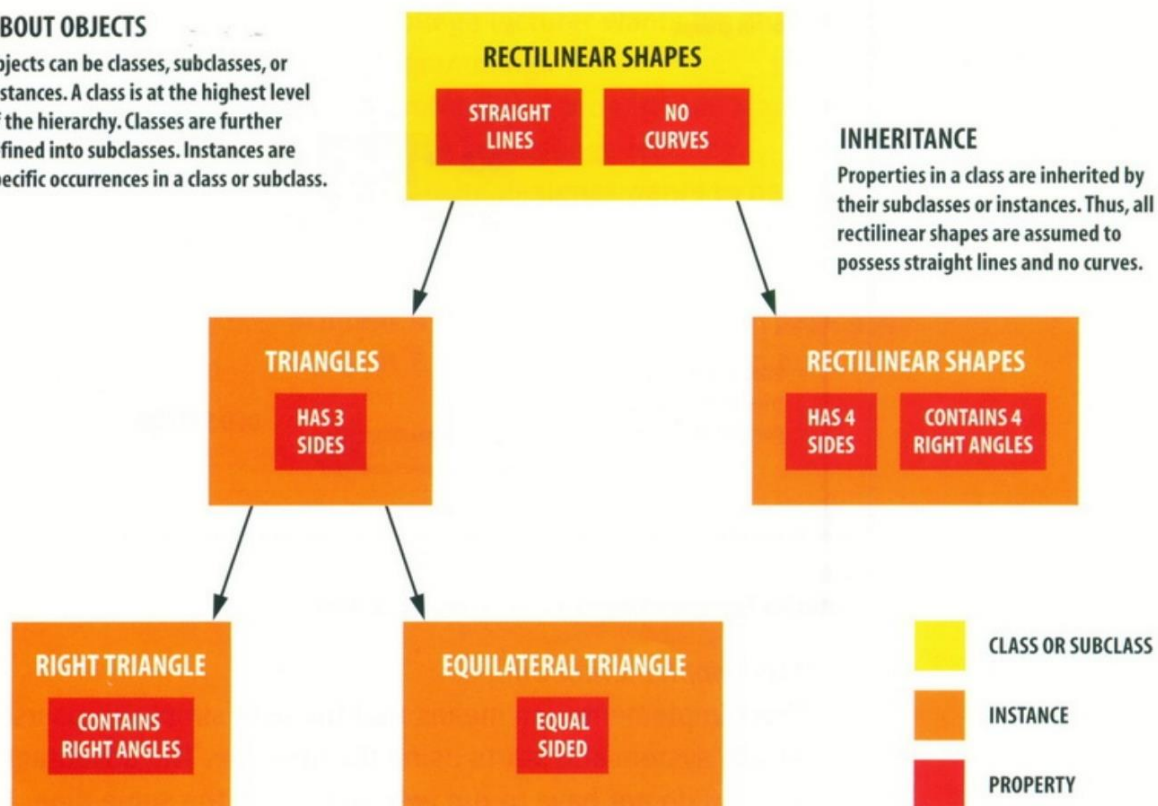 BOUT OBJECTS
bjects can be classes, subclasses, or
stances. A class is at the highest level
f the hierarchy. Classes are further
fined into subclasses. Instances are
pecific occurrences in a class or subclass.
RECTILINEAR SHAPES
STRAIGHT
LINES
NO
CURVES
INHERITANCE
Properties in a class are inherited by
their subclasses or instances. Thus, all
rectilinear shapes are assumed to
possess straight lines and no curves.
TRIANGLES
HAS 3
SIDES
RECTILINEAR SHAPES
HAS 4
SIDES
CONTAINS 4
RIGHT ANGLES
RIGHT TRIANGLE
CONTAINS
RIGHT ANGLES
EQUILATERAL TRIANGLE
EQUAL
SIDED
CLASS OR SUBCLASS
INSTANCE
PROPERTY